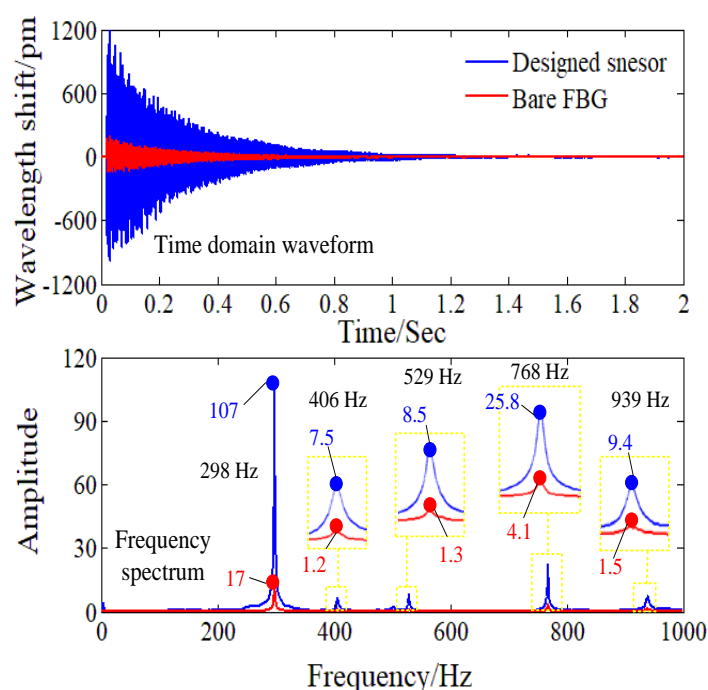 Wavelength shift/pm
1200
600
0
-600
-1200
Designed snesor
Bare FBG
Time domain waveform
0
0.2
0.4
0.6
0.8
1
1.2
1.4
1.6
1.8
2
Time/Sec
Amplitude
120
90
60
30
0
107
298 Hz
17
Frequency
spectrum
406 Hz
7.5
1.2
529 Hz
8.5
1.3
768 Hz
25.8
4.1
939 Hz
9.4
1.5
0
200
400
600
800
1000
Frequency/Hz